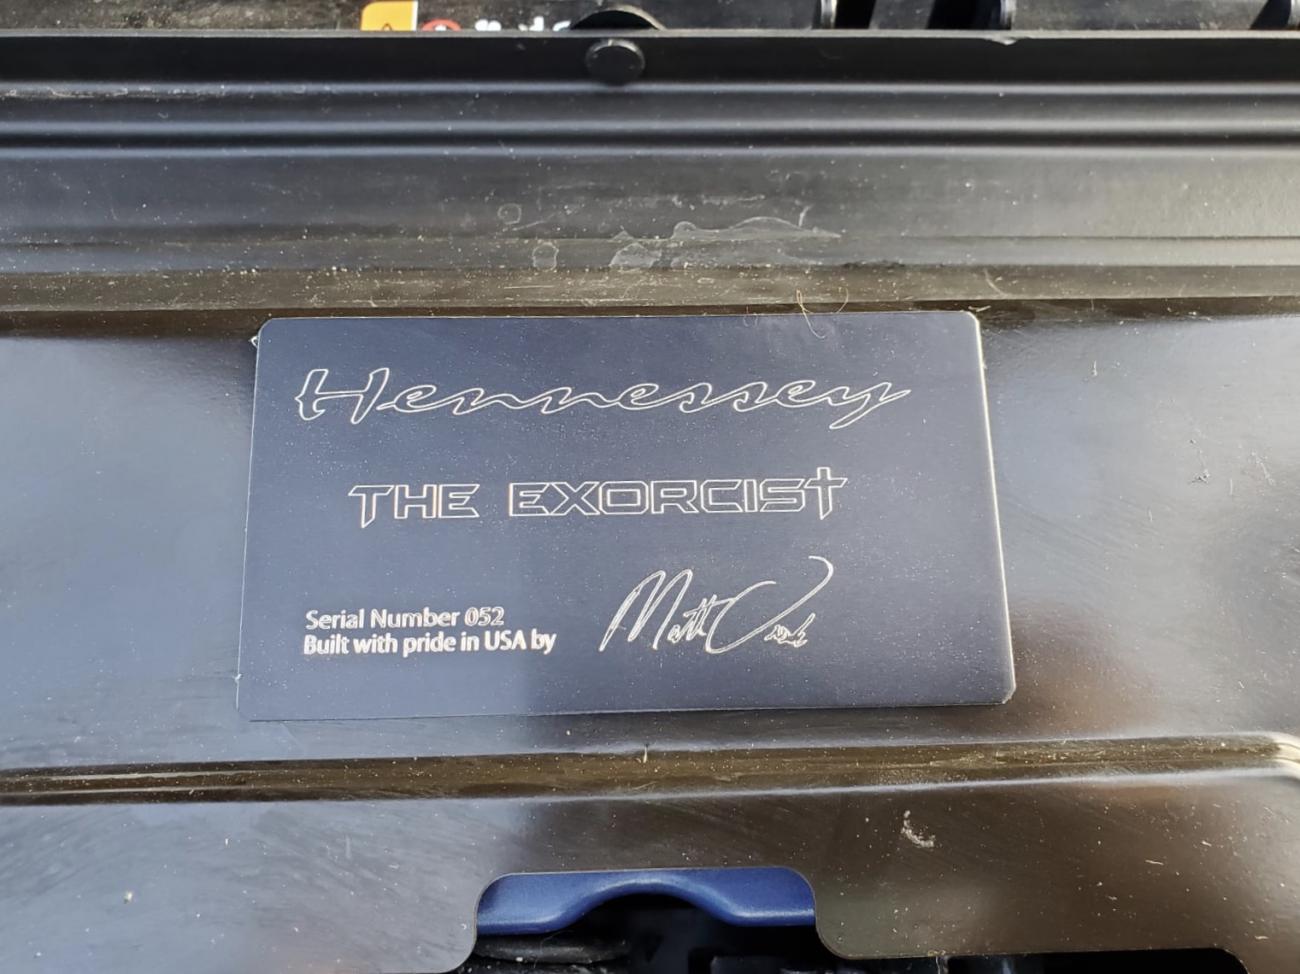 Hennessey
THE EXORCIST
Serial Number 052
Built with pride in USA by